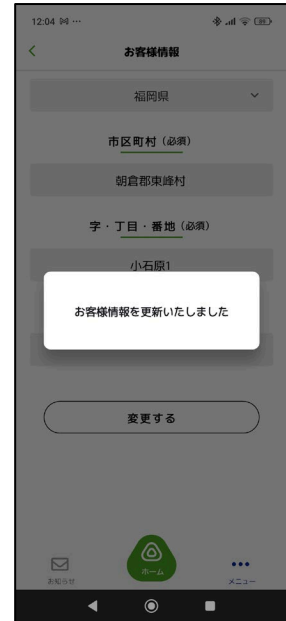 12:04
お客様情報
福岡県
市区町村（必須）
朝倉郡東峰村
字・丁目・番地（必須）
小石原1
お客様情報を更新いたしました
変更する
お知らせ
ホーム
メニュー